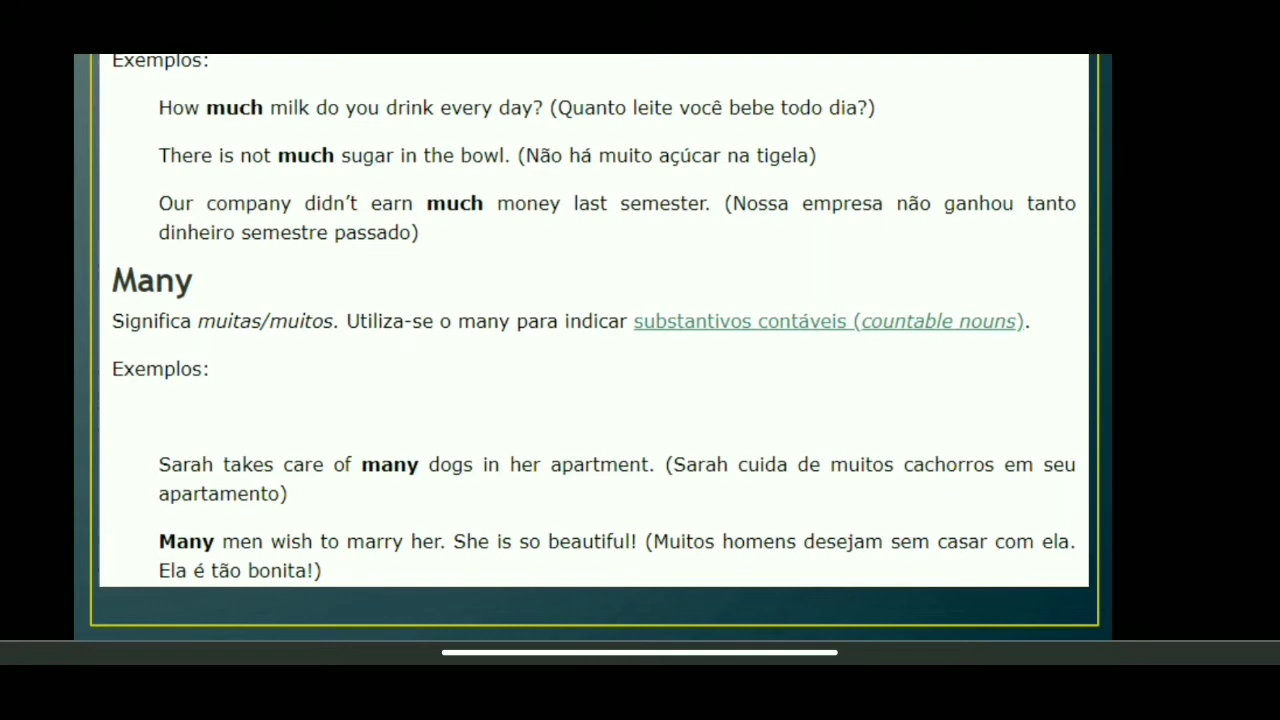 Exemplos:
How much milk do you drink every day? (Quanto leite você bebe todo dia?)
There is not much sugar in the bowl. (Não há muito açúcar na tigela)
Our company didn’t earn much money last semester. (Nossa empresa não ganhou tanto
dinheiro semestre passado)
Many
Significa muitas/muitos. Utiliza-se o many para indicar substantivos contáveis (countable nouns).
Exemplos:
Sarah takes care of many dogs in her apartment. (Sarah cuida de muitos cachorros em seu
apartamento)
Many men wish to marry her. She is so beautiful! (Muitos homens desejam sem casar com ela.
Ela é tão bonita!)